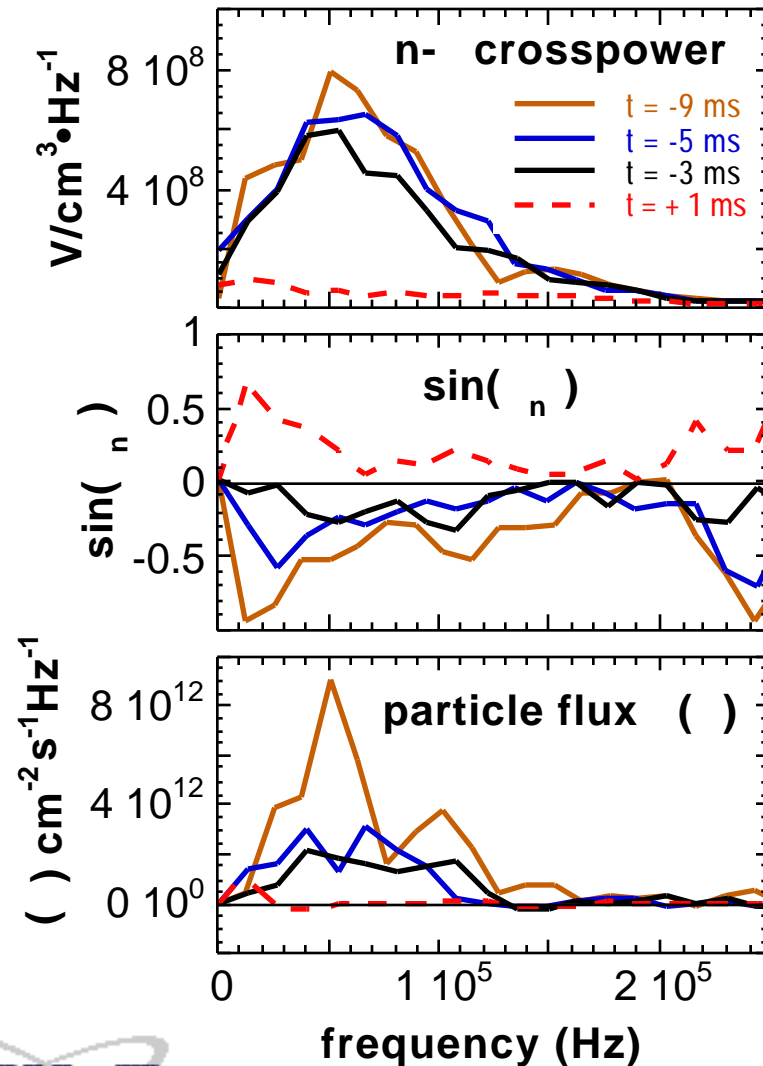 n- crosspower
8 10⁸
4 10⁸
V/cm³•Hz⁻¹
t = -9 ms
t = -5 ms
t = -3 ms
t = + 1 ms
sin( n )
1
0.5
0
-0.5
sin( n )
particle flux ( )
8 10¹²
4 10¹²
0 10⁰
( ) cm⁻²s⁻¹Hz⁻¹
0
1 10⁵
2 10⁵
frequency (Hz)